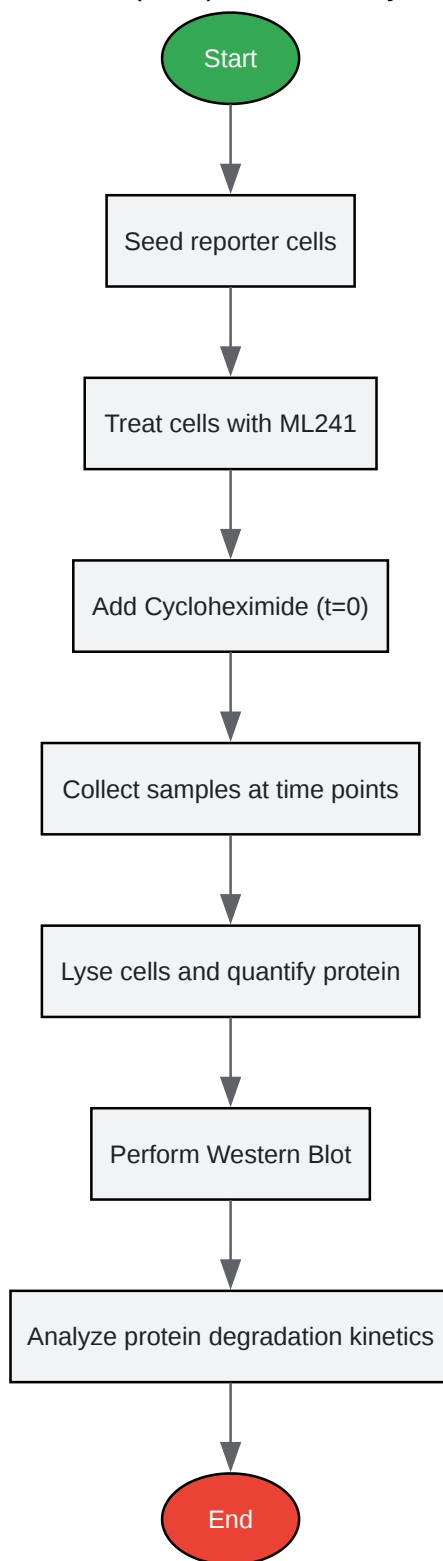 Start
Seed reporter cells
Treat cells with ML241
Add Cycloheximide (t=0)
Collect samples at time points
Lyse cells and quantify protein
Perform Western Blot
Analyze protein degradation kinetics
End